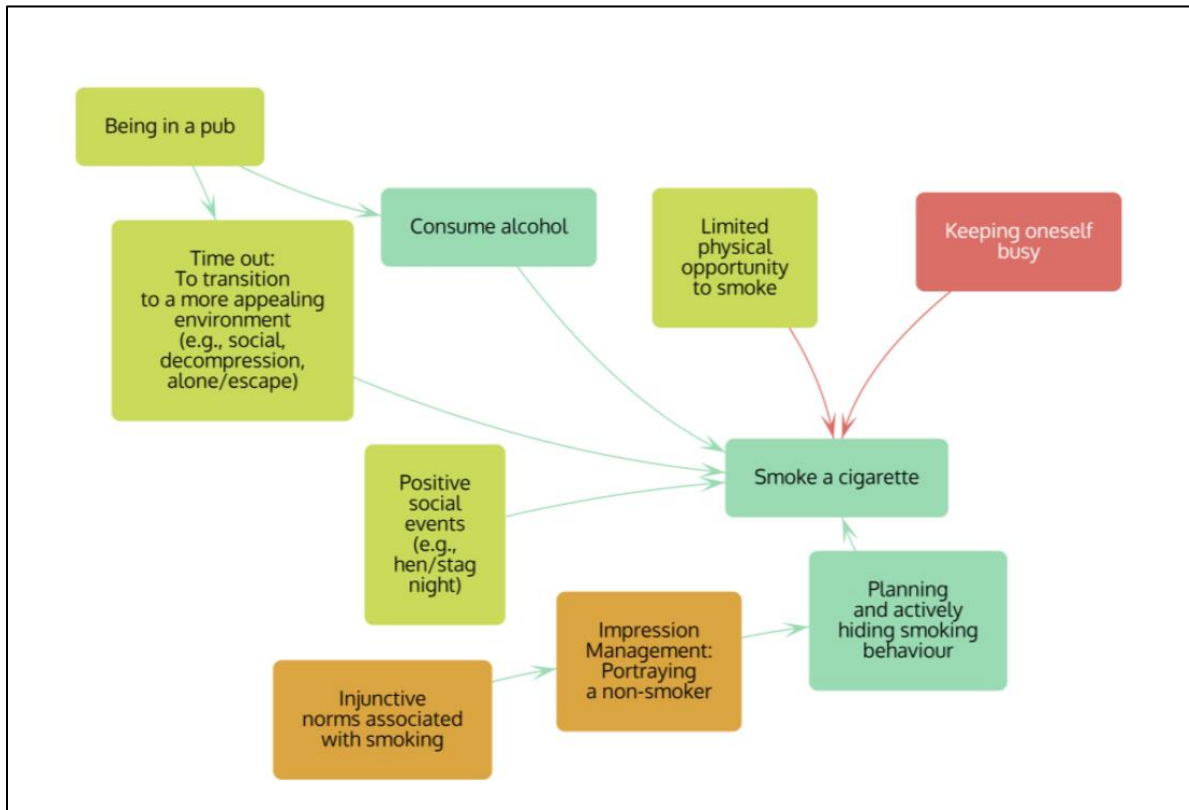 Being in a pub
Consume alcohol
Limited
physical
opportunity
to smoke
Keeping oneself
busy
Time out:
To transition
to a more appealing
environment
(e.g., social,
decompression,
alone/escape)
Smoke a cigarette
Positive
social
events
(e.g.,
hen/stag
night)
Planning
and actively
hiding smoking
behaviour
Impression
Management:
Portraying
a non-smoker
Injunctive
norms associated
with smoking